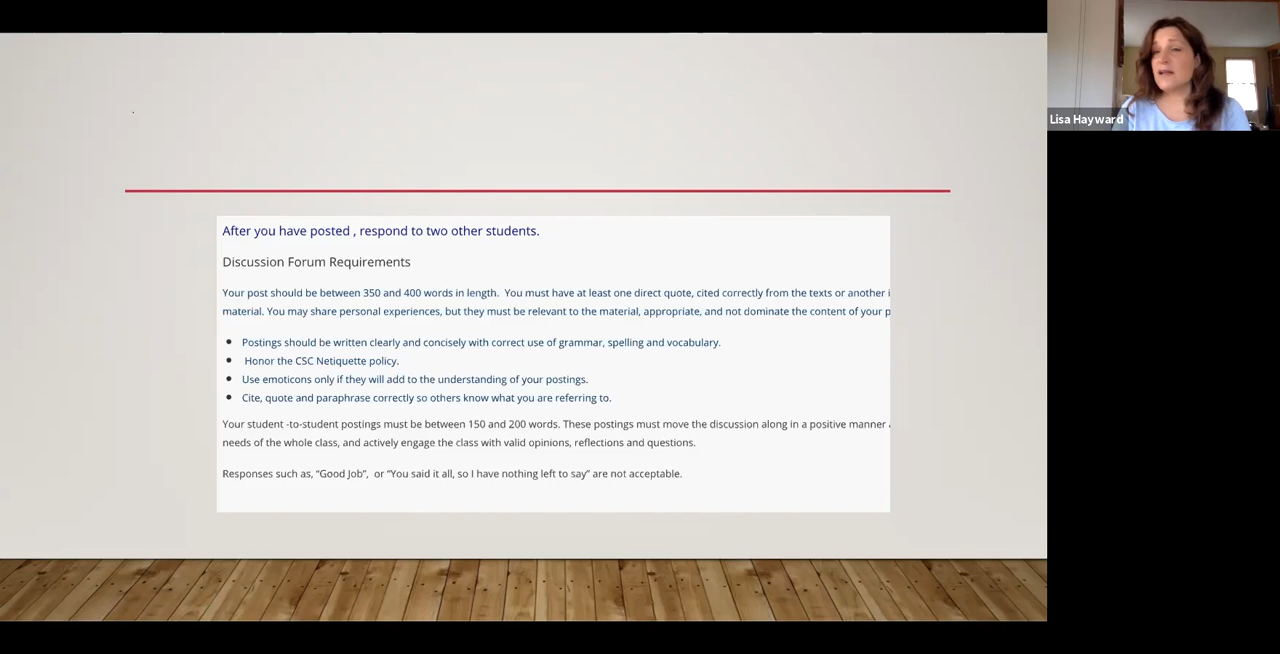 After you have posted , respond to two other students.
Discussion Forum Requirements
Your post should be between 350 and 400 words in length. You must have at least one direct quote, cited correctly from the texts or another
material. You may share personal experiences, but they must be relevant to the material, appropriate, and not dominate the content of your
Postings should be written clearly and concisely with correct use of grammar, spelling and vocabulary.
Honor the CSC Netiquette policy.
Use emoticons only if they will add to the understanding of your postings.
Cite, quote and paraphrase correctly so others know what you are referring to.
Your student -to-student postings must be between 150 and 200 words. These postings must move the discussion along in a positive manner
needs of the whole class, and actively engage the class with valid opinions, reflections and questions.
Responses such as, “Good Job”, or “You said it all, so I have nothing left to say” are not acceptable.
Lisa Hayward